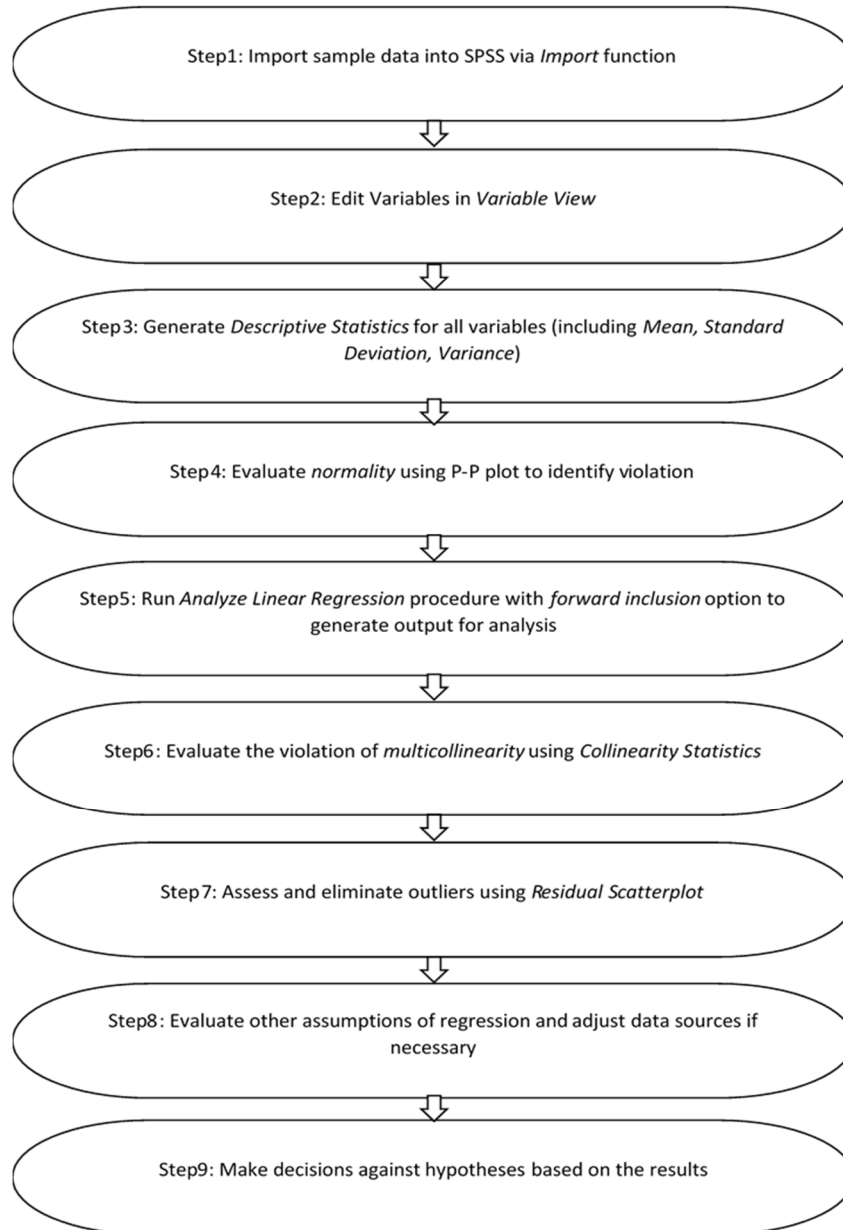 Step1: Import sample data into SPSS via Import function
Step2: Edit Variables in Variable View
Step3: Generate Descriptive Statistics for all variables (including Mean, Standard
Deviation, Variance)
Step4: Evaluate normality using P-P plot to identify violation
Step5: Run Analyze Linear Regression procedure with forward inclusion option to
generate output for analysis
Step6: Evaluate the violation of multicollinearity using Collinearity Statistics
Step7: Assess and eliminate outliers using Residual Scatterplot
Step8: Evaluate other assumptions of regression and adjust data sources if
necessary
Step9: Make decisions against hypotheses based on the results